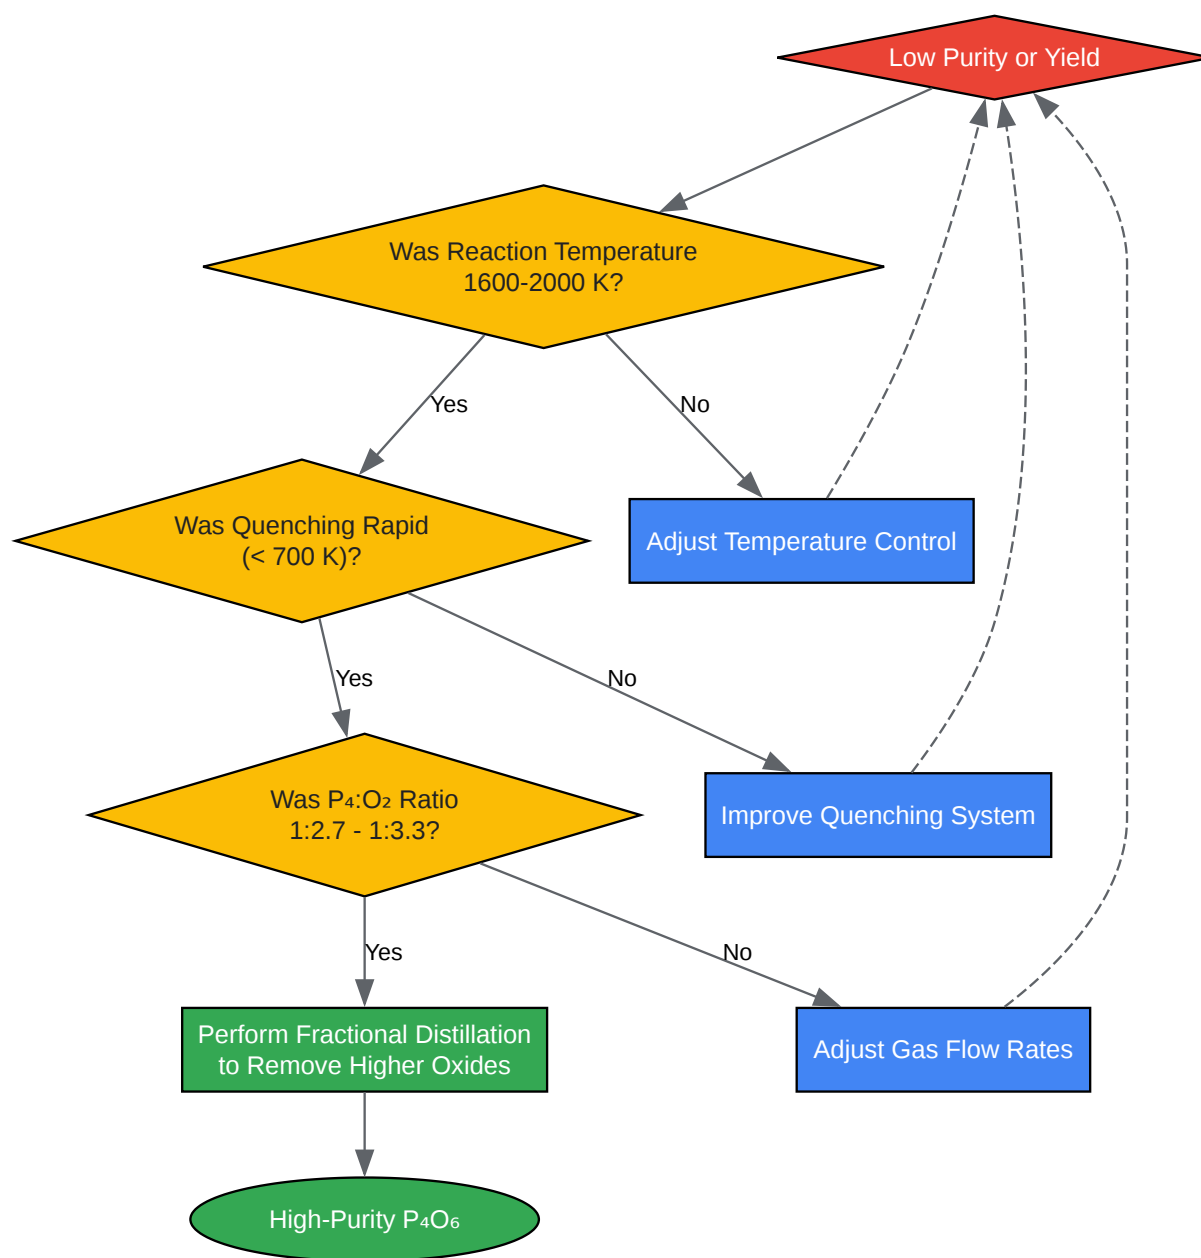 Low Purity or Yield
Was Reaction Temperature
1600-2000 K?
Yes
No
Was Quenching Rapid
(< 700 K)?
Adjust Temperature Control
Yes
No
Was P₄:O₂ Ratio
1:2.7 - 1:3.3?
Improve Quenching System
Yes
No
Perform Fractional Distillation
to Remove Higher Oxides
Adjust Gas Flow Rates
High-Purity P₄O₆